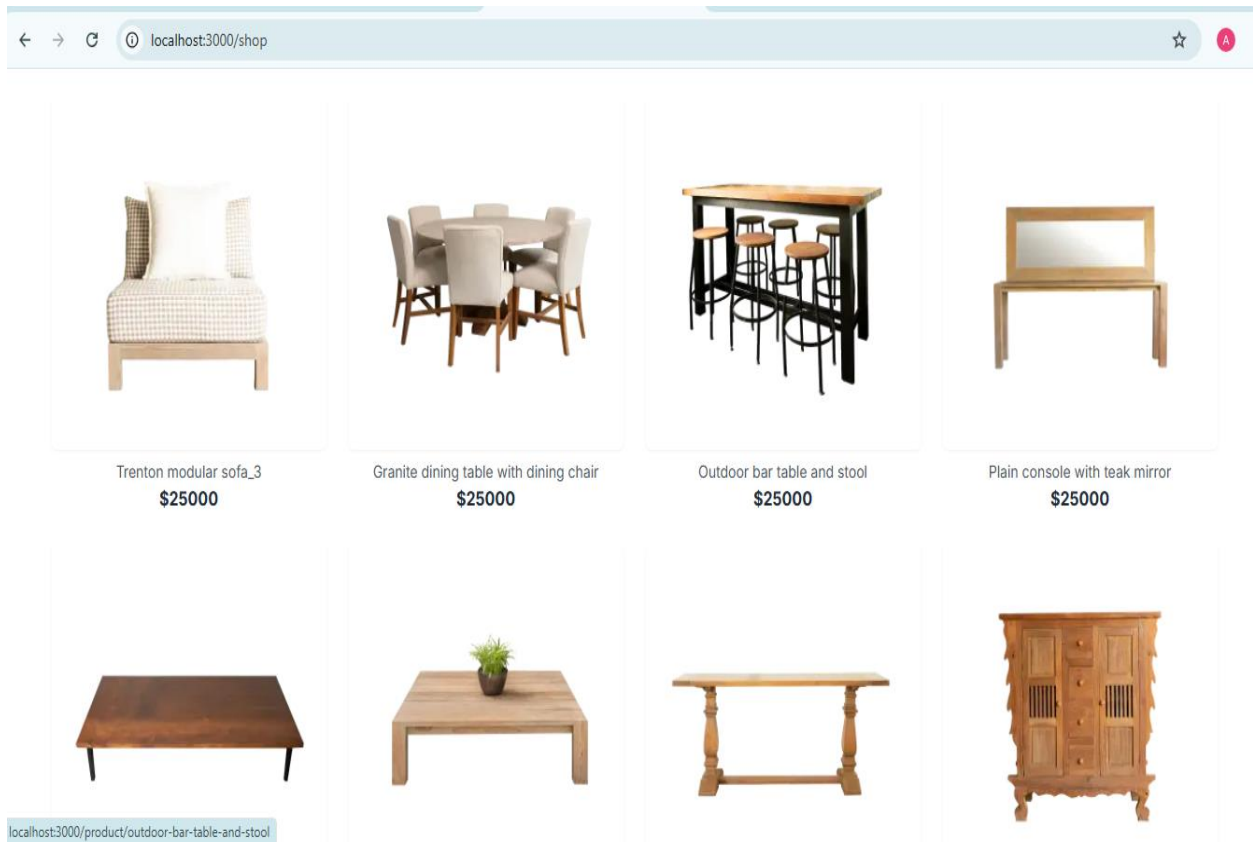 localhost:3000/shop
A
Trenton modular sofa_3
$25000
Granite dining table with dining chair
$25000
Outdoor bar table and stool
$25000
Plain console with teak mirror
$25000
localhost:3000/product/outdoor-bar-table-and-stool